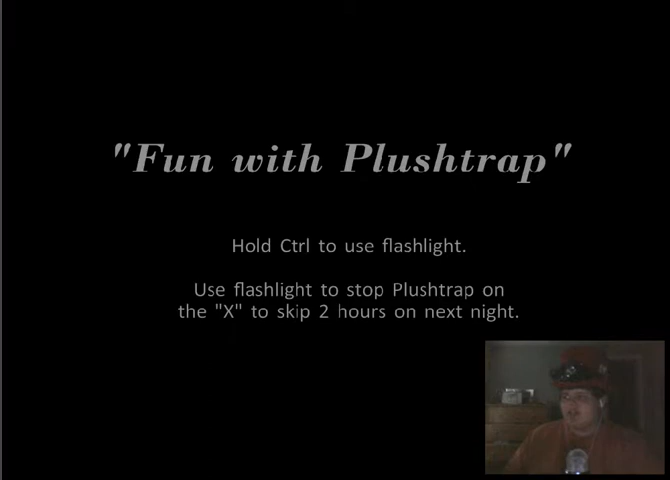 "Fun with Plushtrap"
Hold Ctrl to use flashlight.
Use flashlight to stop Plushtrap on
the "X" to skip 2 hours on next night.